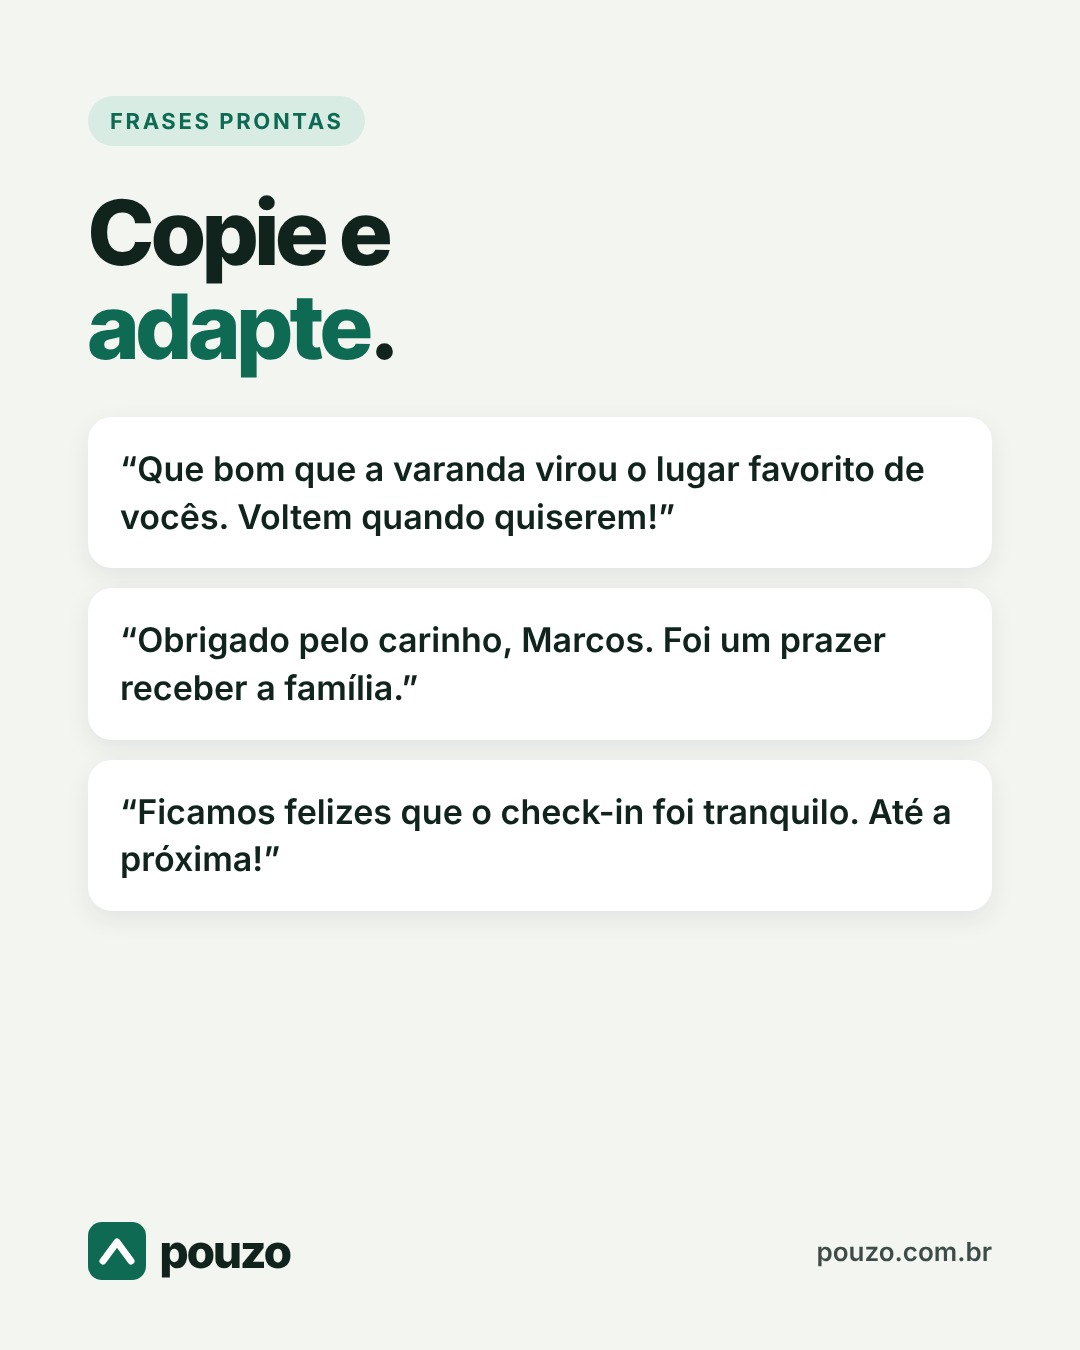 FRASES PRONTAS
Copie e
adapte.
“Que bom que a varanda virou o lugar favorito de
vocês. Voltem quando quiserem!”
“Obrigado pelo carinho, Marcos. Foi um prazer
receber a família.”
“Ficamos felizes que o check-in foi tranquilo. Até a
próxima!”
pouzo
pouzo.com.br